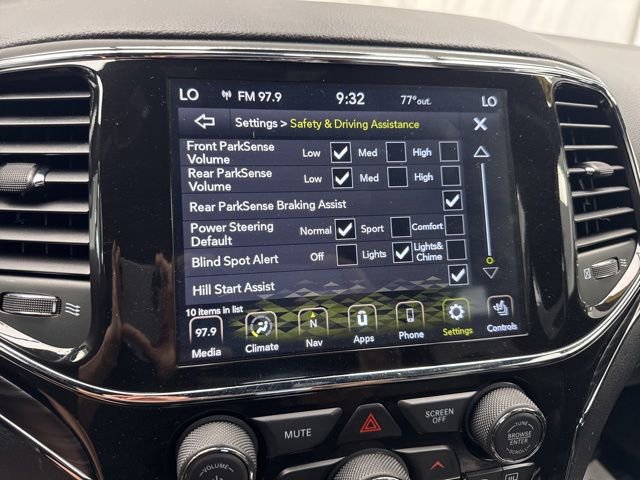 LO FM 97.9 9:32 77°out. LO
Settings > Safety & Driving Assistance
Front ParkSense Volume Low Med High
Rear ParkSense Volume Low Med High
Rear ParkSense Braking Assist
Power Steering Default Normal Sport Comfort
Blind Spot Alert Off Lights Lights& Chime
Hill Start Assist
10 items in list
97.9 N
Media Climate Nav Apps Phone Settings Controls
MUTE
SCREEN OFF
VOLUME
TUNE
BROWSE
ENTER
SCROLL